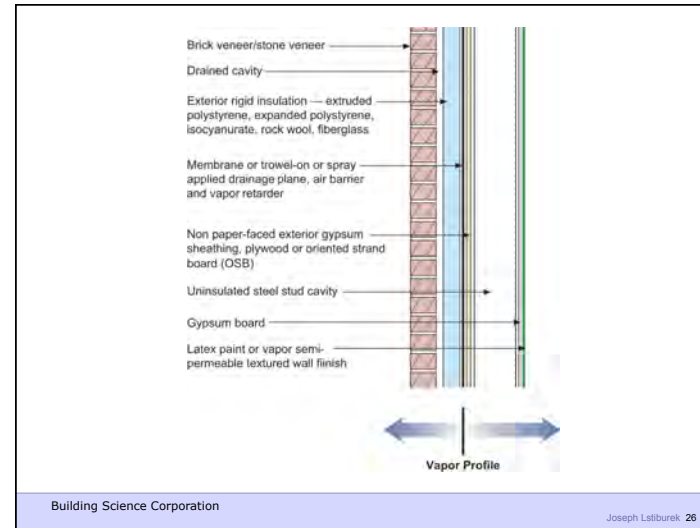 Brick veneer/stone veneer
Drained cavity
Exterior rigid insulation — extruded
polystyrene, expanded polystyrene,
isocyanurate, rock wool, fiberglass
Membrane or trowel-on or spray
applied drainage plane, air barrier
and vapor retarder
Non paper-faced exterior gypsum
sheathing, plywood or oriented strand
board (OSB)
Uninsulated steel stud cavity
Gypsum board
Latex paint or vapor semi-
permeable textured wall fiinish
Vapor Profile
Building Science Corporation
Joseph Lstiburek 26